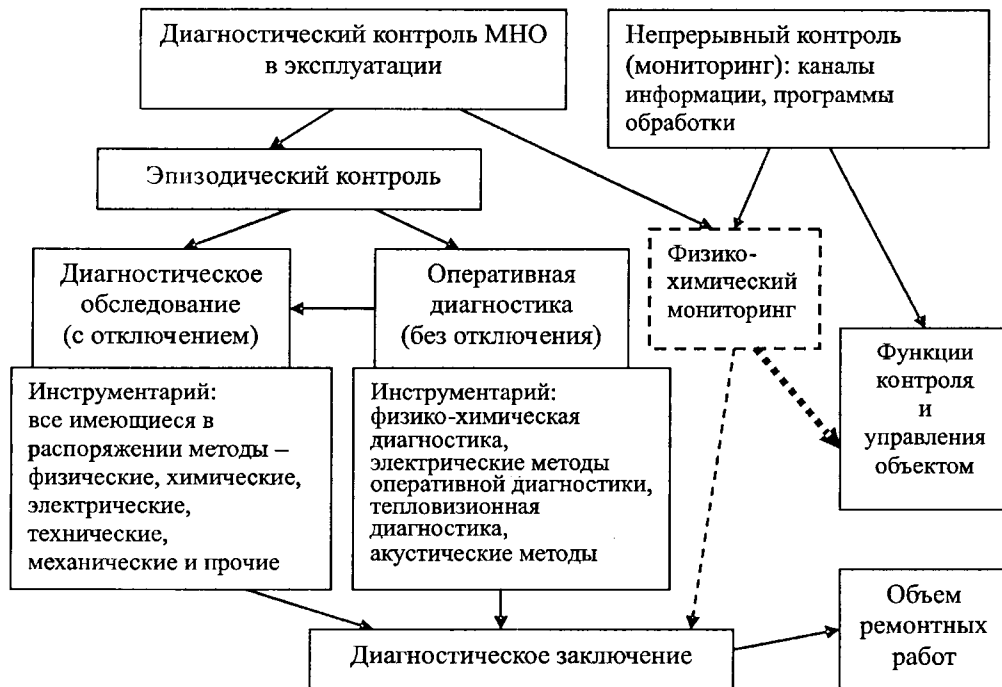 Диагностический контроль МНО
в эксплуатации
Непрерывный контроль
(мониторинг): каналы
информации, программы
обработки
Эпизодический контроль
Диагностическое
обследование
(с отключением)
Оперативная
диагностика
(без отключения)
Физико-
химический
мониторинг
Функции
контроля
и
управления
объектом
Инструментарий:
все имеющиеся в
распоряжении методы –
физические, химические,
электрические,
технические,
механические и прочие
Инструментарий:
физико-химическая
диагностика,
электрические методы
оперативной диагностики,
тепловизионная
диагностика,
акустические методы
Диагностическое заключение
Объем
ремонтных
работ